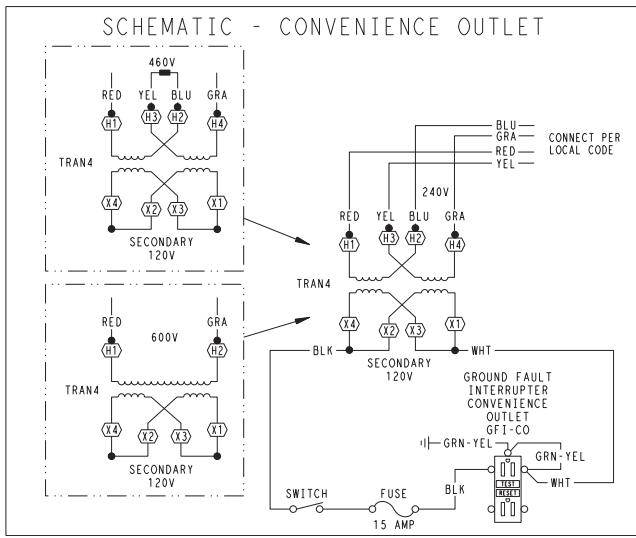 SCHEMATIC - CONVENIENCE OUTLET
460V
RED YEL BLU GRA
H1 H3 H2 H4
TRAN4
X4 X2 X3 X1
SECONDARY
120V
RED GRA
600V
H1 H2
TRAN4
X4 X2 X3 X1
SECONDARY
120V
BLU
GRA
RED
YEL
CONNECT PER
LOCAL CODE
240V
RED YEL BLU GRA
H1 H3 H2 H4
TRAN4
X4 X2 X3 X1
BLK WHT
SECONDARY
120V
GROUND FAULT
INTERRUPTER
CONVENIENCE
OUTLET
GFI-CO
GRN-YEL
GRN-YEL
WHT
BLK
TEST
RESET
SWITCH FUSE
15 AMP